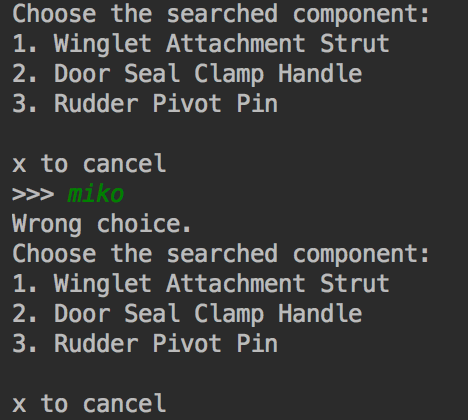 Choose the searched component:
1. Winglet Attachment Strut
2. Door Seal Clamp Handle
3. Rudder Pivot Pin
x to cancel
>>> miko
Wrong choice.
Choose the searched component:
1. Winglet Attachment Strut
2. Door Seal Clamp Handle
3. Rudder Pivot Pin
x to cancel